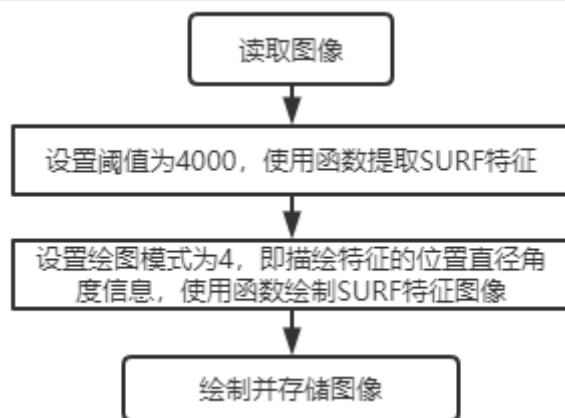 读取图像
设置阈值为4000，使用函数提取SURF特征
设置绘图模式为4，即描绘特征的位置直径角
度信息，使用函数绘制SURF特征图像
绘制并存储图像